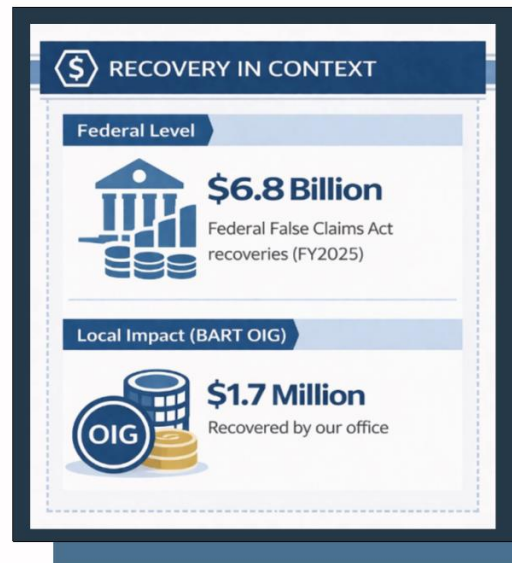 $ RECOVERY IN CONTEXT
Federal Level
$6.8 Billion
Federal False Claims Act
recoveries (FY2025)
Local Impact (BART OIG)
$1.7 Million
OIG
Recovered by our office